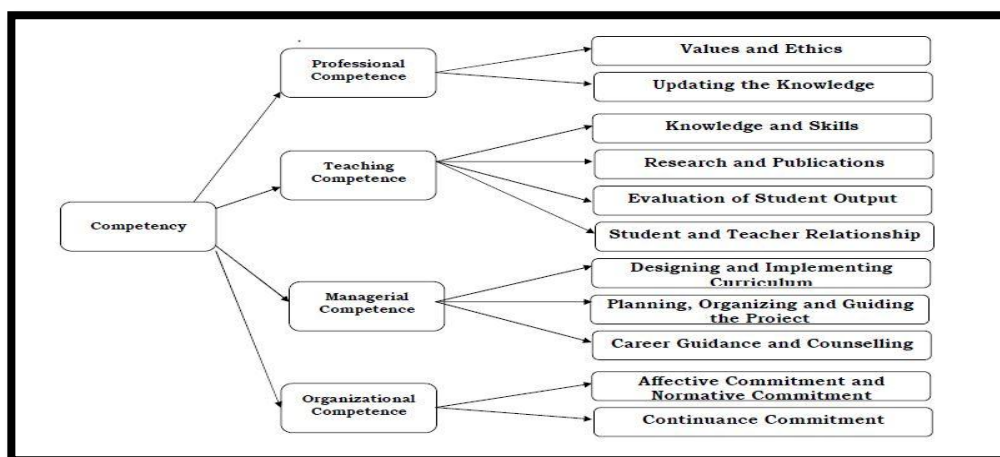 Professional
Competence
Values and Ethics
Updating the Knowledge
Teaching
Competence
Knowledge and Skills
Research and Publications
Evaluation of Student Output
Student and Teacher Relationship
Competency
Managerial
Competence
Designing and Implementing
Curriculum
Planning, Organizing and Guiding
the Project
Career Guidance and Counselling
Organizational
Competence
Affective Commitment and
Normative Commitment
Continuance Commitment